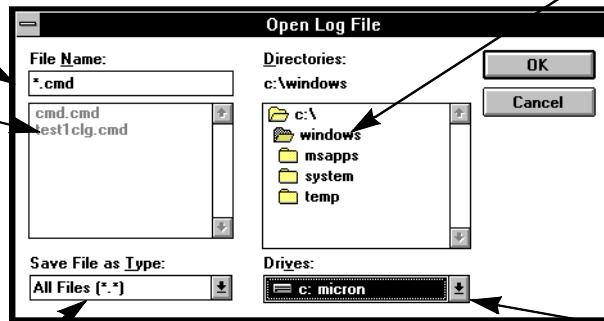 Open Log File
File Name:
*.cmd
cmd.cmd
test1clg.cmd
Save File as Type:
All Files (*.*)
Directories:
c:\windows
c:\
windows
msapps
system
temp
Drives:
c: micron
OK
Cancel